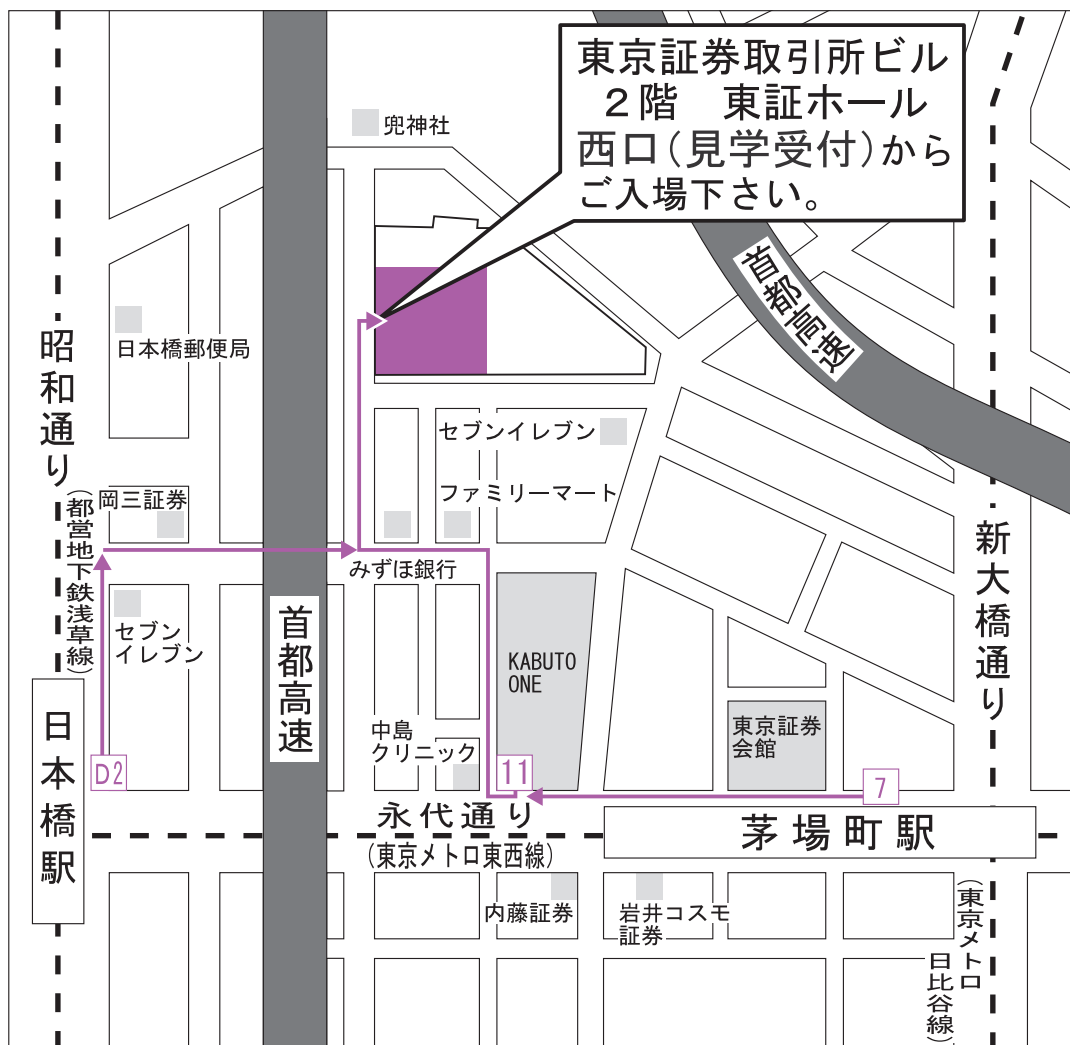 東京証券取引所ビル
２階　東証ホール
西口（見学受付）から
ご入場下さい。
兜神社
首都高速
日本橋郵便局
昭和通り
（都営地下鉄浅草線）
セブンイレブン
ファミリーマート
岡三証券
みずほ銀行
新大橋通り
セブン
イレブン
首都高速
KABUTO
ONE
日本橋駅
D2
中島
クリニック
11
東京証券
会館
7
永代通り
（東京メトロ東西線）
茅場町駅
内藤証券
岩井コスモ
証券
（東京メトロ
日比谷線）